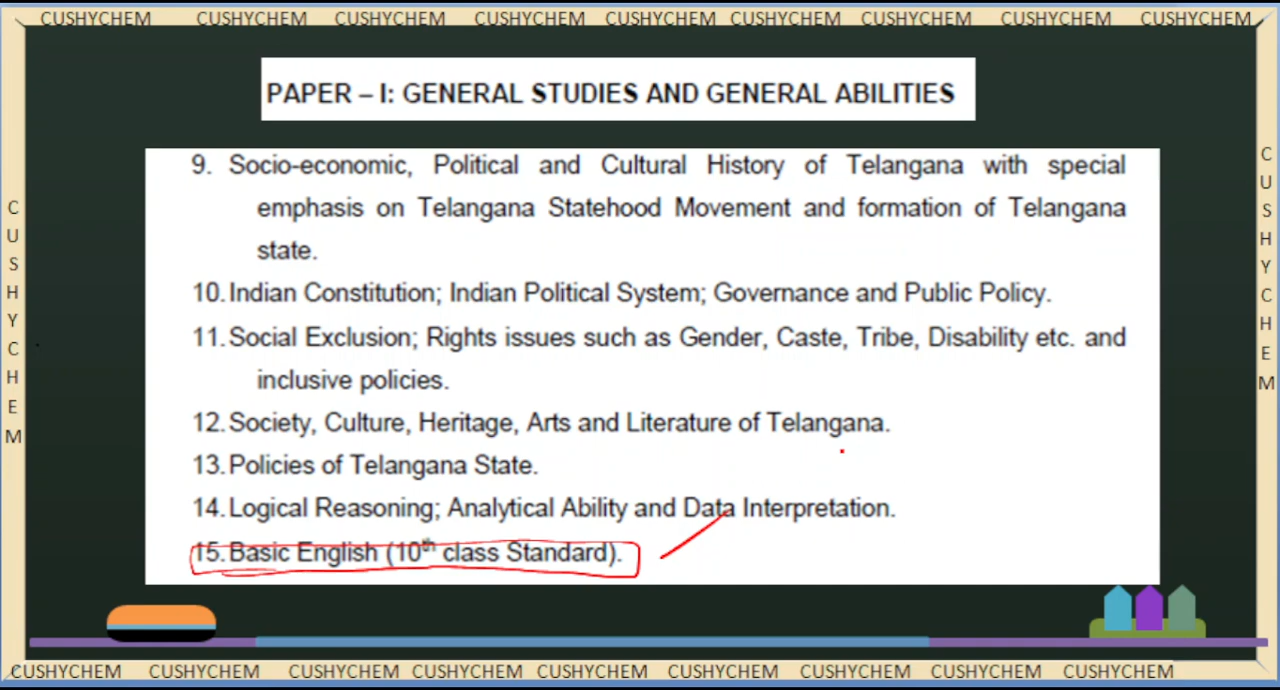 CUSHYCHEM CUSHYCHEM CUSHYCHEM CUSHYCHEM CUSHYCHEM CUSHYCHEM CUSHYCHEM CUSHYCHEM CUSHYCHEM
PAPER – I: GENERAL STUDIES AND GENERAL ABILITIES
9. Socio-economic, Political and Cultural History of Telangana with special
emphasis on Telangana Statehood Movement and formation of Telangana
state.
10. Indian Constitution; Indian Political System; Governance and Public Policy.
11. Social Exclusion; Rights issues such as Gender, Caste, Tribe, Disability etc. and
inclusive policies.
12. Society, Culture, Heritage, Arts and Literature of Telangana.
13. Policies of Telangana State.
14. Logical Reasoning; Analytical Ability and Data Interpretation.
15. Basic English (10th class Standard).
CUSHYCHEM
CUSHYCHEM
CUSHYCHEM CUSHYCHEM CUSHYCHEM CUSHYCHEM CUSHYCHEM CUSHYCHEM CUSHYCHEM CUSHYCHEM CUSHYCHEM